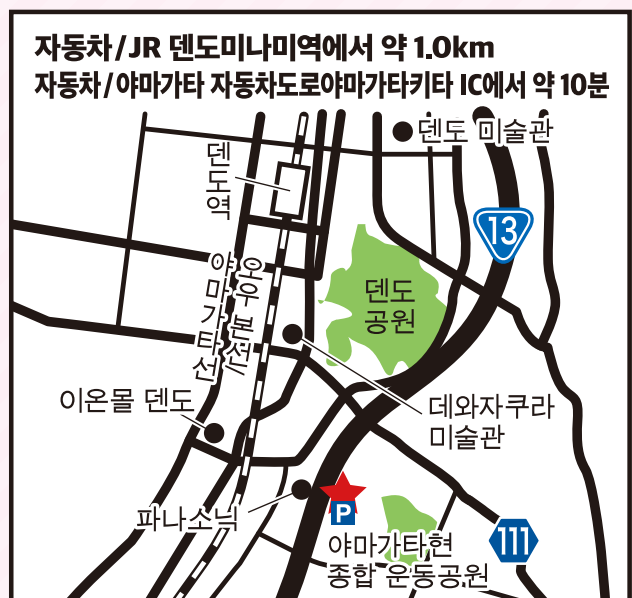 자동차/JR 덴도미나미역에서 약 1.0km
자동차/야마가타 자동차도로야마가타키타 IC에서 약 10분
덴도 미술관
덴도역
13
오우 본선/
야마가타선
덴도
공원
이온몰 덴도
데와자쿠라
미술관
파나소닉
P
야마가타현
종합 운동공원
111